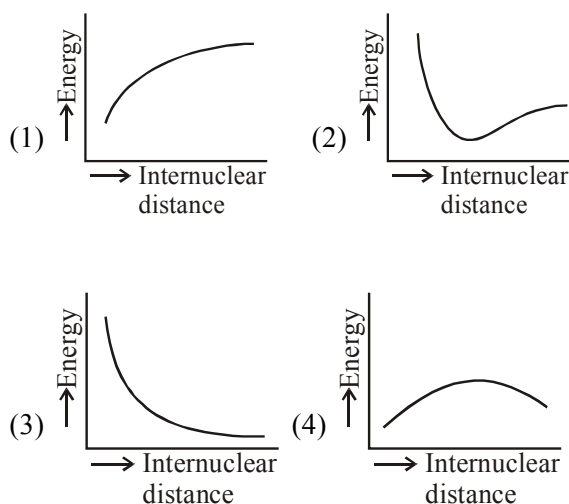 Energy
Energy
(1)
(2)
Internuclear
distance
Internuclear
distance
Energy
Energy
(3)
(4)
Internuclear
distance
Internuclear
distance